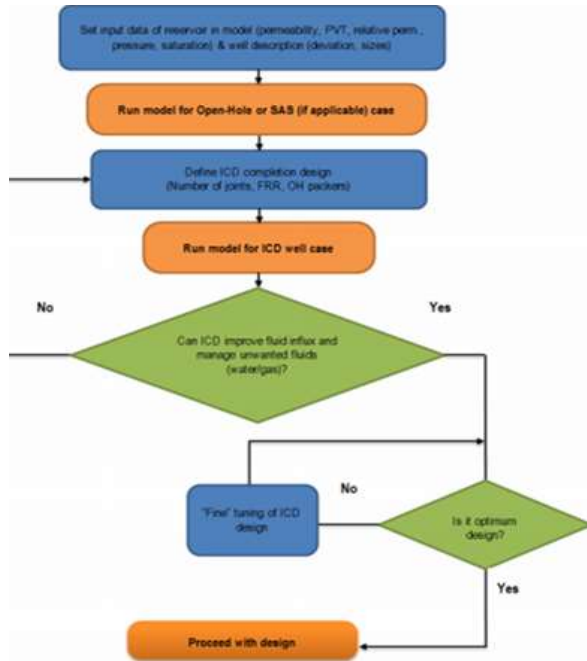 Set input data of reservoir in model (permeability, PVT, relative perm.,
pressure, saturation) & well description (deviation, sizes)
Run model for Open-Hole or SAS (if applicable) case
Define ICD completion design
(Number of joints, FRR, OH packers)
Run model for ICD well case
No
Yes
Can ICD improve fluid influx and
manage unwanted fluids
(water/gas)?
No
"Fine" tuning of ICD
design
Is it optimum
design?
Yes
Proceed with design